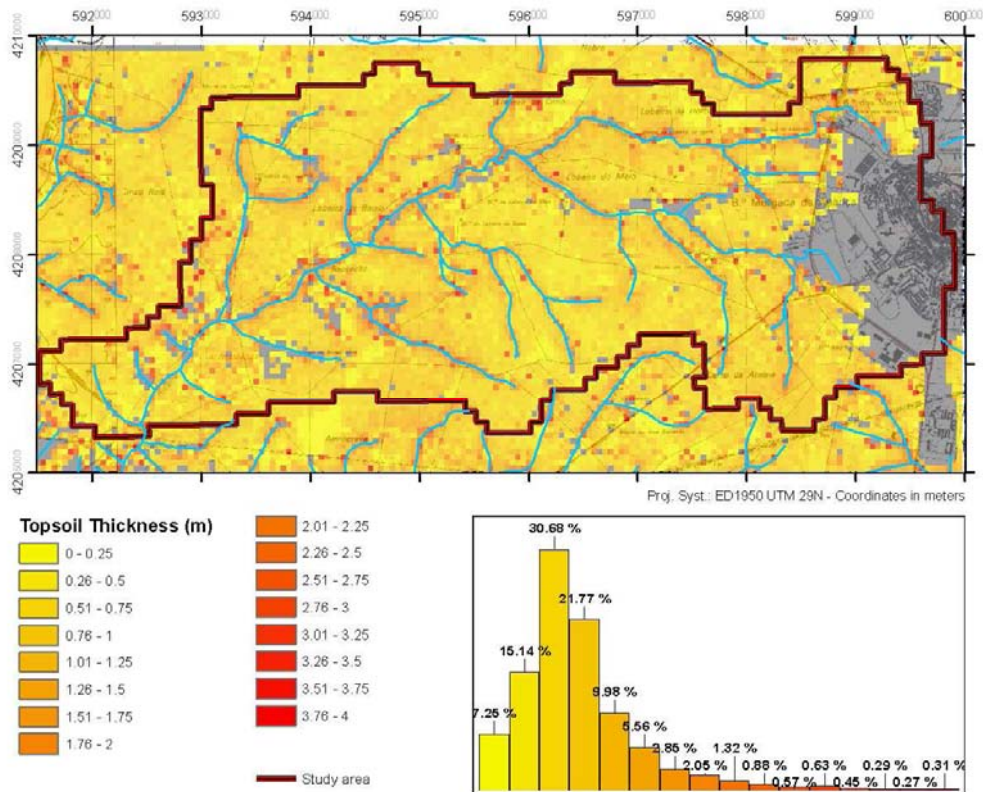 592000 593000 594000 595000 596000 597000 598000 599000 600000
4210000
4207000
4206000
Proj. Syst.: ED1950 UTM 29N - Coordinates in meters
Topsoil Thickness (m)
0 - 0.25
0.26 - 0.5
0.51 - 0.75
0.76 - 1
1.01 - 1.25
1.26 - 1.5
1.51 - 1.75
1.76 - 2
2.01 - 2.25
2.26 - 2.5
2.51 - 2.75
2.76 - 3
3.01 - 3.25
3.26 - 3.5
3.51 - 3.75
3.76 - 4
Study area
7.25 %
15.14 %
30.68 %
21.77 %
9.98 %
5.56 %
2.85 %
2.05 %
1.32 %
0.88 %
0.57 %
0.63 %
0.45 %
0.29 %
0.27 %
0.31 %